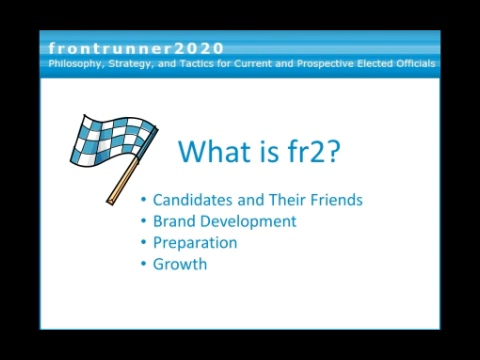 frontrunner2020
Philosophy, Strategy, and Tactics for Current and Prospective Elected Officials
What is fr2?
• Candidates and Their Friends
• Brand Development
• Preparation
• Growth